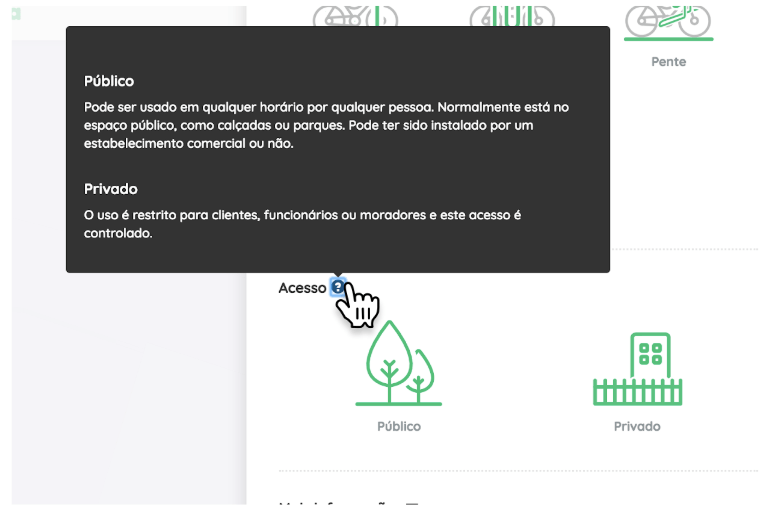 Pente
Público
Pode ser usado em qualquer horário por qualquer pessoa. Normalmente está no
espaço público, como calçadas ou parques. Pode ter sido instalado por um
estabelecimento comercial ou não.
Privado
O uso é restrito para clientes, funcionários ou moradores e este acesso é
controlado.
Acesso ?
Público
Privado